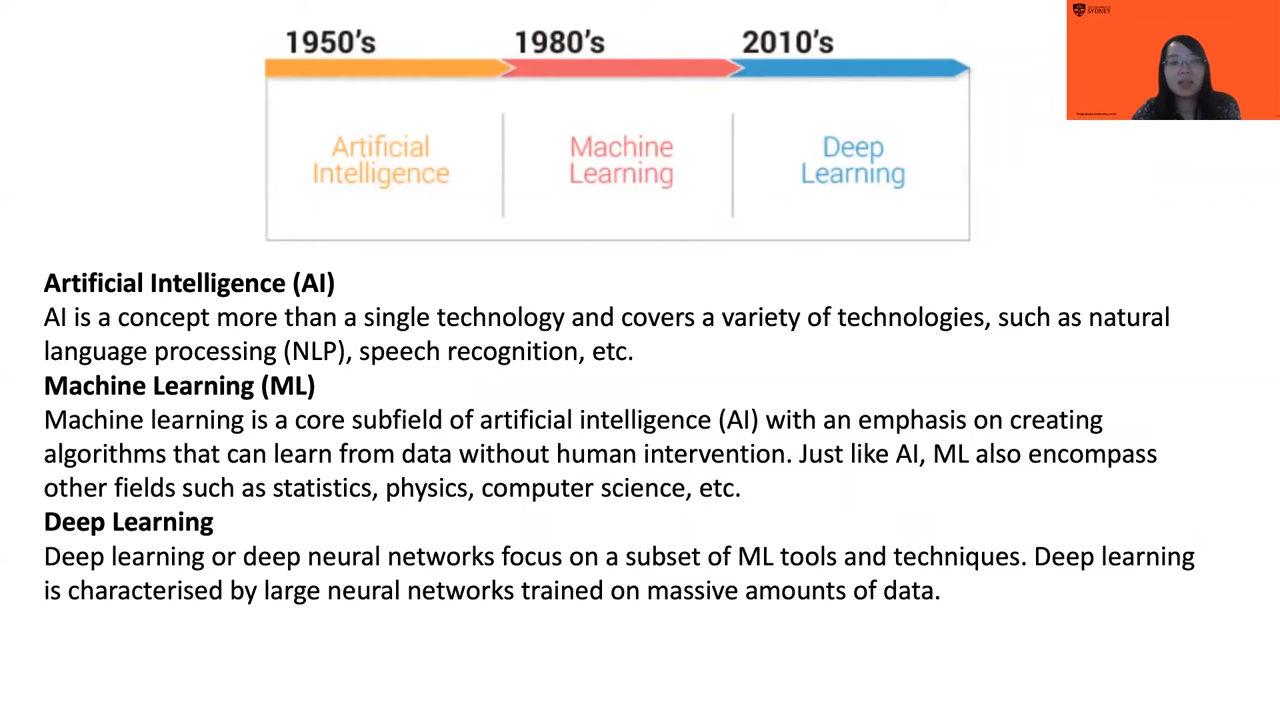 1950's
1980's
2010's
Artificial
Intelligence
Machine
Learning
Deep
Learning
SYDNEY
Artificial Intelligence (AI)
AI is a concept more than a single technology and covers a variety of technologies, such as natural
language processing (NLP), speech recognition, etc.
Machine Learning (ML)
Machine learning is a core subfield of artificial intelligence (AI) with an emphasis on creating
algorithms that can learn from data without human intervention. Just like AI, ML also encompass
other fields such as statistics, physics, computer science, etc.
Deep Learning
Deep learning or deep neural networks focus on a subset of ML tools and techniques. Deep learning
is characterised by large neural networks trained on massive amounts of data.